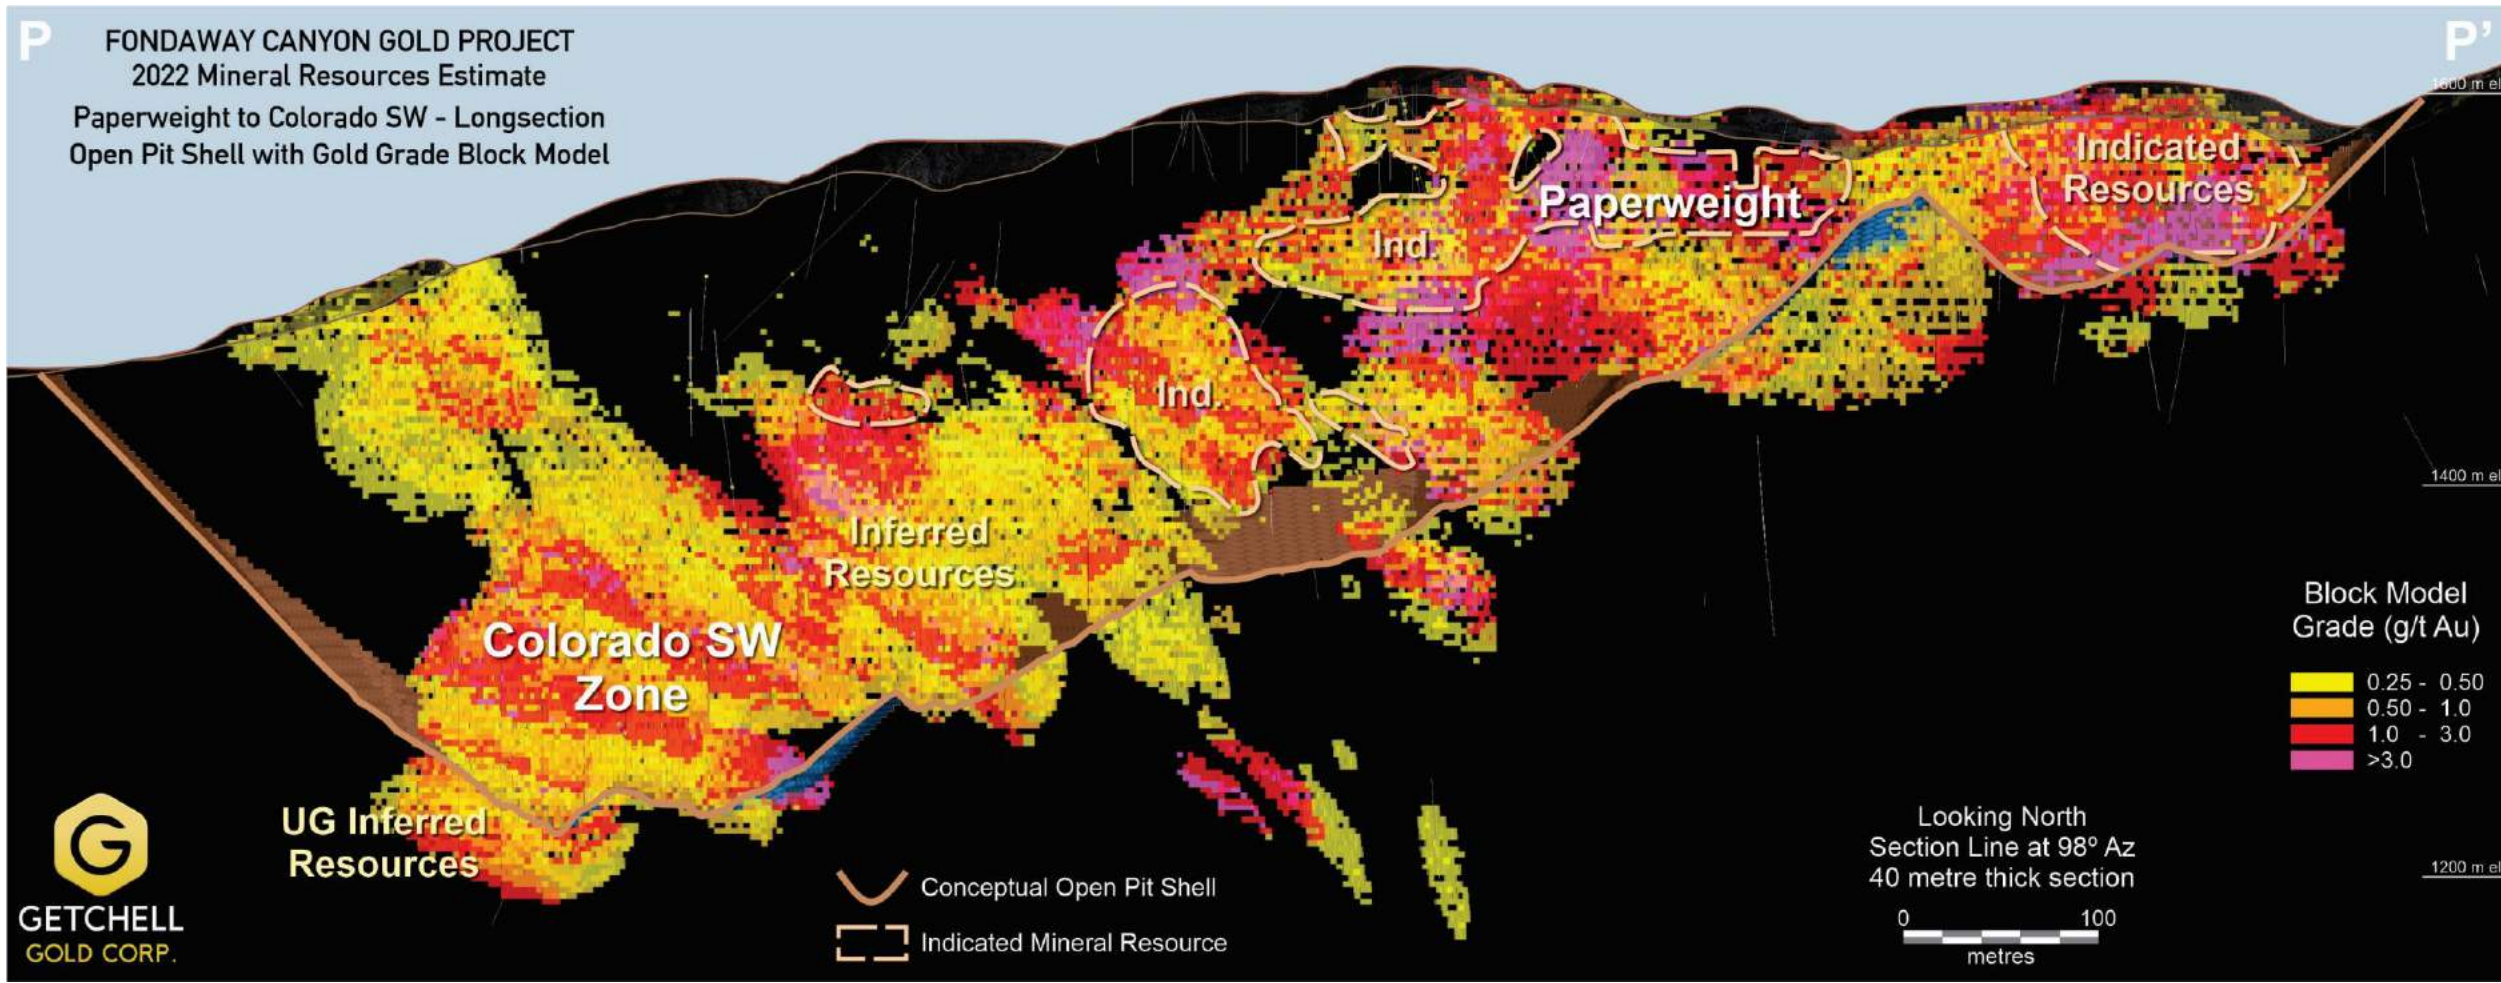 P
P'
FONDAWAY CANYON GOLD PROJECT
2022 Mineral Resources Estimate
Paperweight to Colorado SW - Longsection
Open Pit Shell with Gold Grade Block Model
1600 m el
Indicated
Resources
Paperweight
Ind.
Ind.
1400 m el
Inferred
Resources
Colorado SW
Zone
UG Inferred
Resources
Block Model
Grade (g/t Au)
0.25 - 0.50
0.50 - 1.0
1.0 - 3.0
>3.0
Looking North
Section Line at 98º Az
40 metre thick section
1200 m el
0 100
metres
Conceptual Open Pit Shell
Indicated Mineral Resource
G
GETCHELL
GOLD CORP.